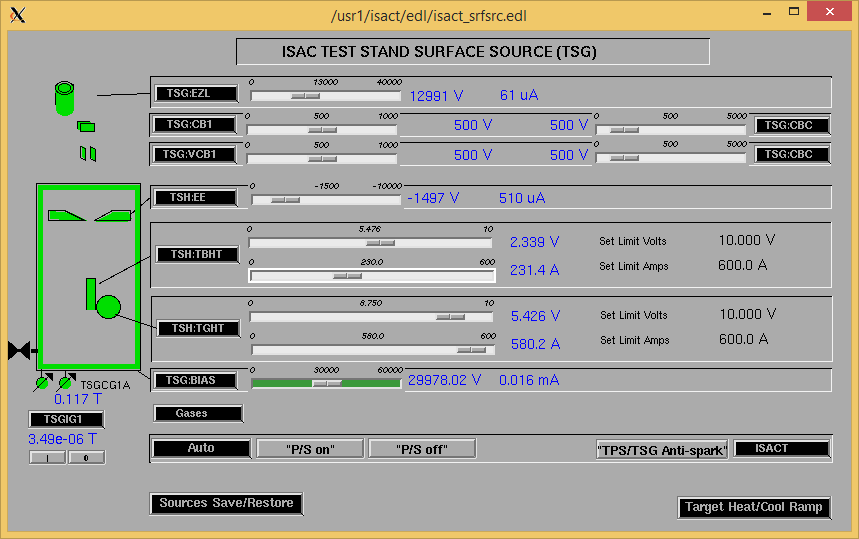 /usr1/isact/edl/isact_srfsrc.edl
ISAC TEST STAND SURFACE SOURCE (TSG)
TSG:EZL 0 13000 40000 12991 V 61 uA
TSG:CB1 0 500 1000 500 V 500 V 0 500 5000 TSG:CBC
TSG:VCB1 0 500 1000 500 V 500 V 0 500 5000 TSG:CBC
TSH:EE 0 -1500 -10000 -1497 V 510 uA
0 5.476 10 2.339 V Set Limit Volts 10.000 V
TSH:TBHT
0 230.0 600 231.4 A Set Limit Amps 600.0 A
0 8.750 10 5.426 V Set Limit Volts 10.000 V
TSH:TGHT
0 580.0 600 580.2 A Set Limit Amps 600.0 A
TSG:BIAS 0 30000 60000 29978.02 V 0.016 mA
TSGCG1A
0.117 T
TSGIG1 Gases
3.49e-06 T
I 0
Auto "P/S on" "P/S off" "TPS/TSG Anti-spark" ISACT
Sources Save/Restore Target Heat/Cool Ramp